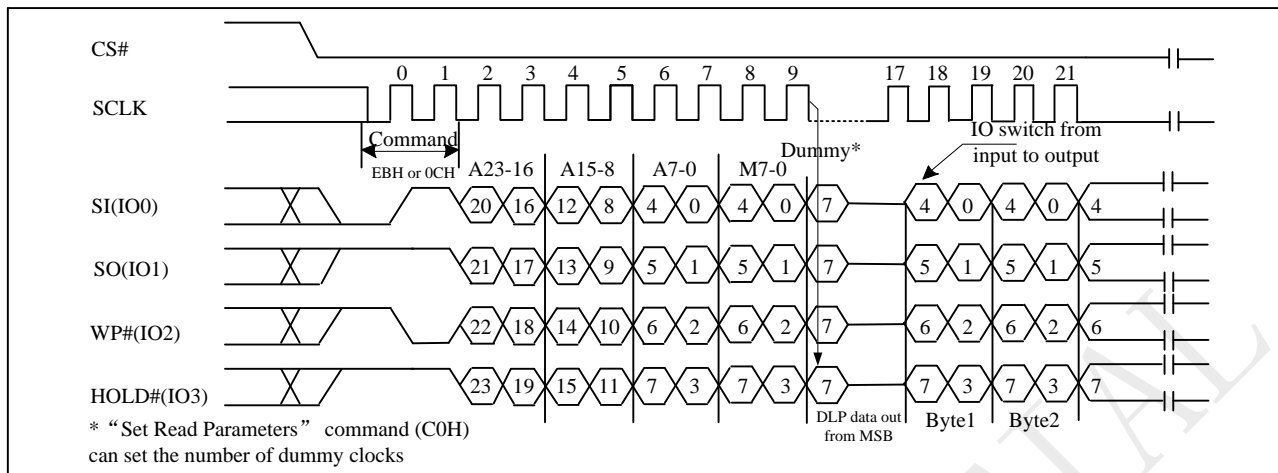 CS#
0 1 2 3 4 5 6 7 8 9 17 18 19 20 21
SCLK
Command
IO switch from
input to output
Dummy*
EBH or 0CH
A23-16 A15-8 A7-0 M7-0
SI(IO0) 20 16 12 8 4 0 4 0 7 4 0 4 0 4
SO(IO1) 21 17 13 9 5 1 5 1 7 5 1 5 1 5
WP#(IO2) 22 18 14 10 6 2 6 2 7 6 2 6 2 6
HOLD#(IO3) 23 19 15 11 7 3 7 3 7 7 3 7 3 7
DLP data out
from MSB
Byte1 Byte2
* “Set Read Parameters” command (C0H)
can set the number of dummy clocks